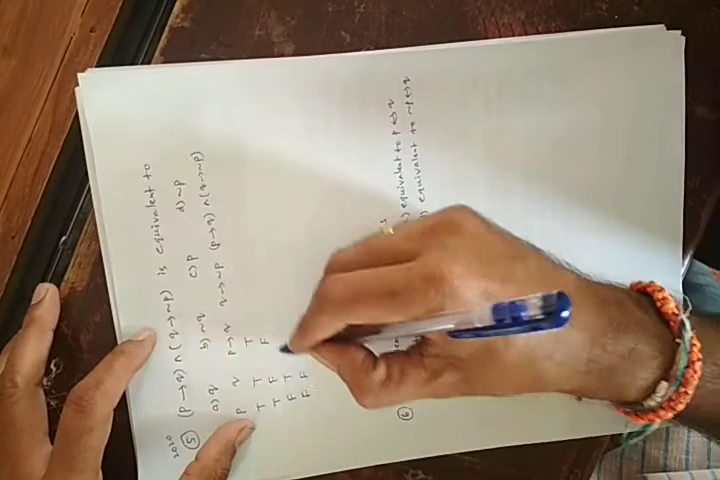 2020
(5) (p → q) ∧ (q → ~p) is equivalent to
a) q b) ~q c) p d) ~p
p q p → q q → ~p (p → q) ∧ (q → ~p)
T T T
T F F
F T
F F
(6)
equivalent to p ↔ q
equivalent to ~p ↔ q